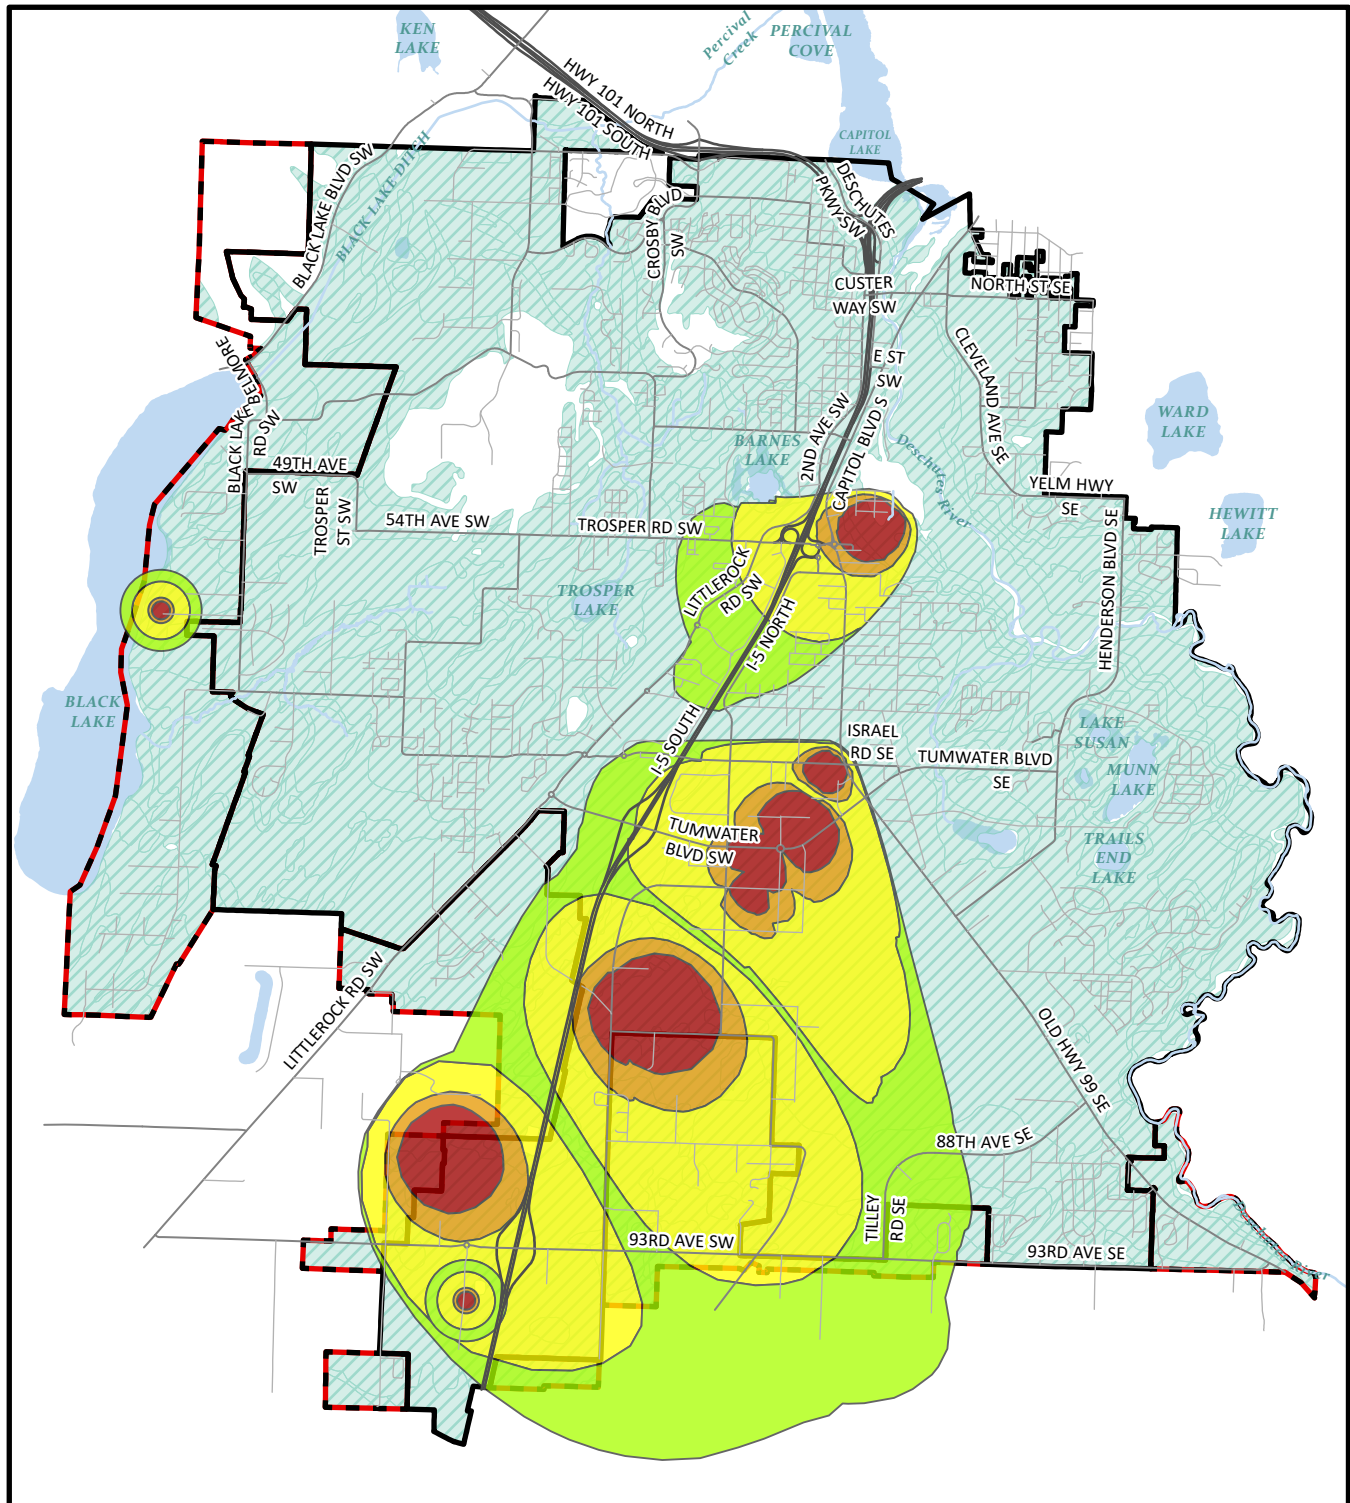 KEN
LAKE
Percival
Creek
PERCIVAL
COVE
HWY 101 NORTH
HWY 101 SOUTH
CAPITOL
LAKE
BLACK LAKE BLVD SW
BLACK LAKE DITCH
DESCHUTES
PKWY SW
CROSBY BLVD
SW
CUSTER
WAY SW
NORTH ST SE
CLEVELAND AVE SE
E ST
SW
BLACK LAKE BELMORE
RD SW
2ND AVE SW
CAPITOL BLVD S
WARD
LAKE
BARNES
LAKE
Deschutes River
49TH AVE
SW
YELM HWY
SE
TROSPER
ST SW
54TH AVE SW
TROSPER RD SW
HEWITT
LAKE
HENDERSON BLVD SE
LITTLEROCK
RD SW
TROSPER
LAKE
I-5 NORTH
BLACK
LAKE
I-5 SOUTH
ISRAEL
RD SE
TUMWATER BLVD
SE
LAKE
SUSAN
MUNN
LAKE
TUMWATER
BLVD SW
TRAILS
END
LAKE
LITTLEROCK RD SW
OLD HWY 99 SE
88TH AVE SE
TILLEY
RD SE
93RD AVE SW
93RD AVE SE
River